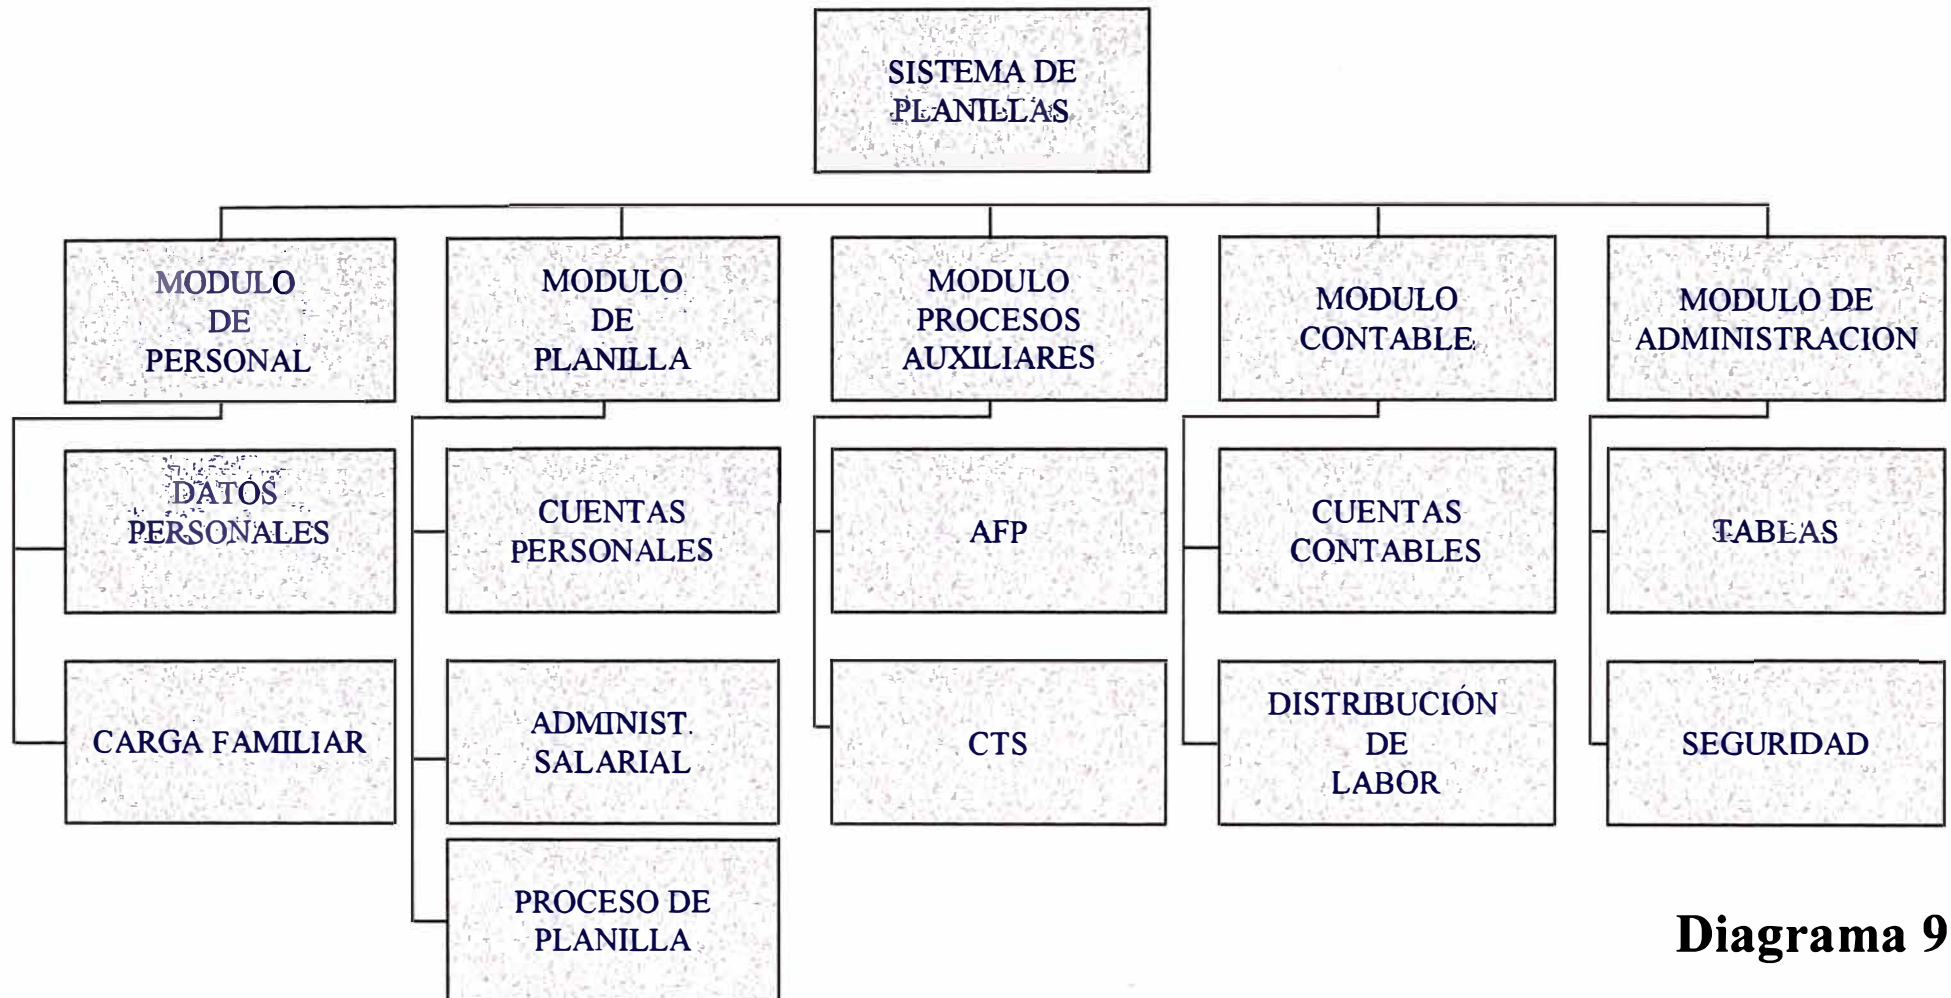 SISTEMA DE
PLANILLAS
MODULO
DE
PERSONAL
MODULO
DE
PLANILLA
MODULO
PROCESOS
AUXILIARES
MODULO
CONTABLE
MODULO DE
ADMINISTRACION
DATOS
PERSONALES
CUENTAS
PERSONALES
AFP
CUENTAS
CONTABLES
TABLAS
CARGA FAMILIAR
ADMINIST.
SALARIAL
CTS
DISTRIBUCIÓN
DE
LABOR
SEGURIDAD
PROCESO DE
PLANILLA
Diagrama 9